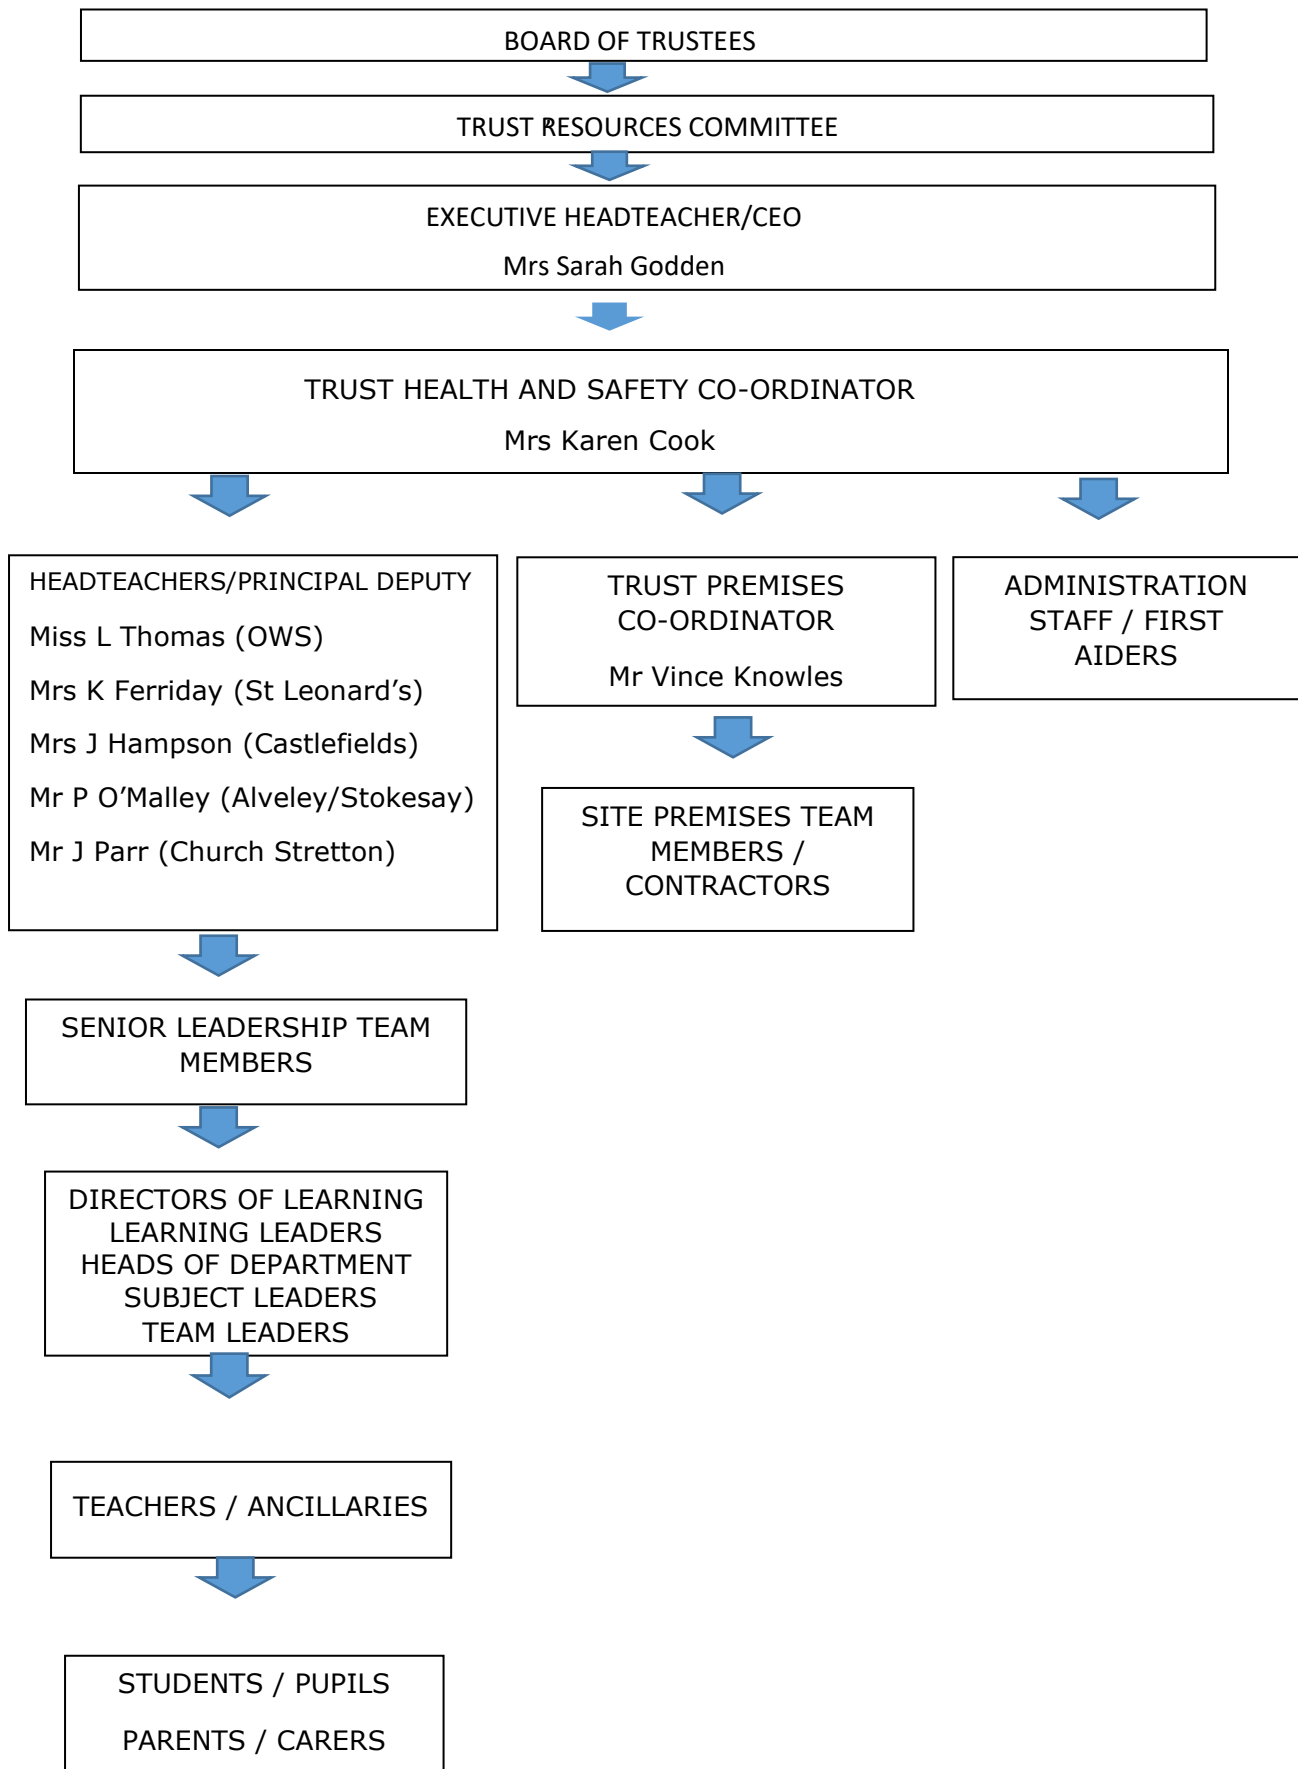 BOARD OF TRUSTEES
TRUST RESOURCES COMMITTEE
EXECUTIVE HEADTEACHER/CEO
Mrs Sarah Godden
TRUST HEALTH AND SAFETY CO-ORDINATOR
Mrs Karen Cook
HEADTEACHERS/PRINCIPAL DEPUTY
Miss L Thomas (OWS)
Mrs K Ferriday (St Leonard’s)
Mrs J Hampson (Castlefields)
Mr P O’Malley (Alveley/Stokesay)
Mr J Parr (Church Stretton)
TRUST PREMISES
CO-ORDINATOR
Mr Vince Knowles
ADMINISTRATION
STAFF / FIRST
AIDERS
SITE PREMISES TEAM
MEMBERS /
CONTRACTORS
SENIOR LEADERSHIP TEAM
MEMBERS
DIRECTORS OF LEARNING
LEARNING LEADERS
HEADS OF DEPARTMENT
SUBJECT LEADERS
TEAM LEADERS
TEACHERS / ANCILLARIES
STUDENTS / PUPILS
PARENTS / CARERS